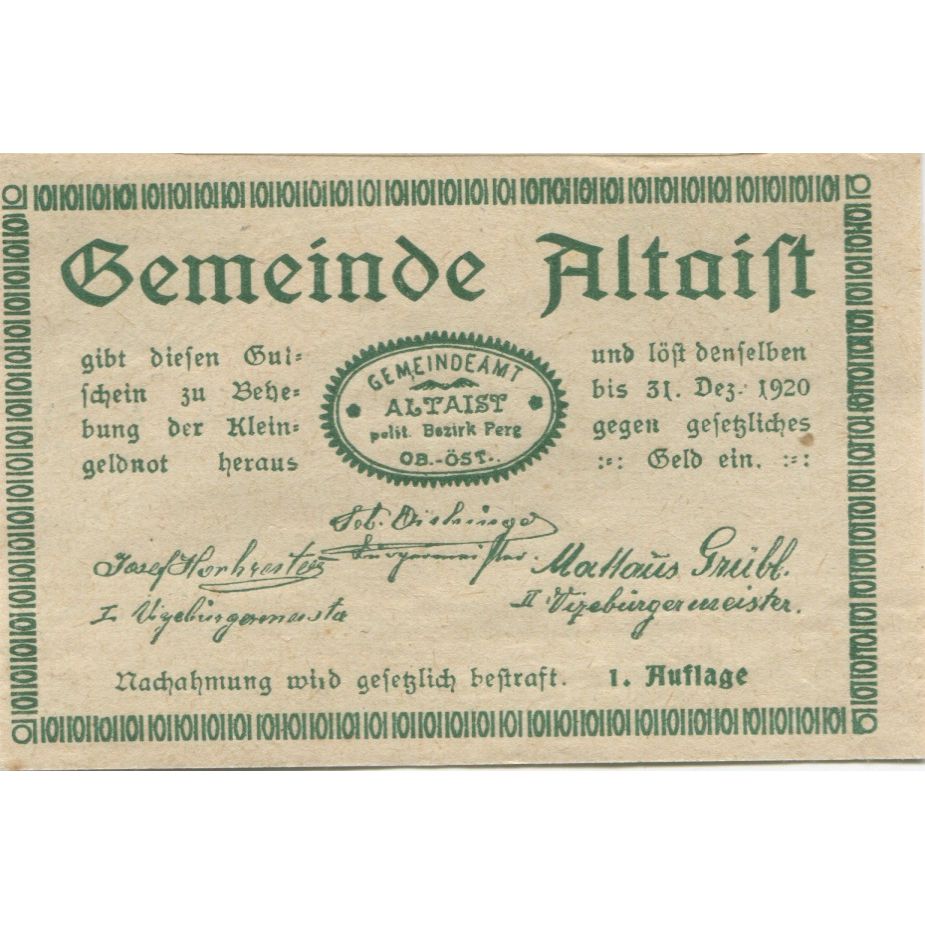 Gemeinde Altaist
gibt diesen Gut=
schein zu Behe=
bung der Klein=
geldnot heraus
GEMEINDEAMT
ALTAIST
polit. Bezirk Perg
OB.-ÖST.
und löst denselben
bis 31. Dez. 1920
gegen gesetzliches
:-: Geld ein. :-:
Bürgermeister.
Josef
I Vizebürgermeister
Mattäus Grübl.
II Vizebürgermeister.
Nachahmung wird gesetzlich bestraft. 1. Auflage